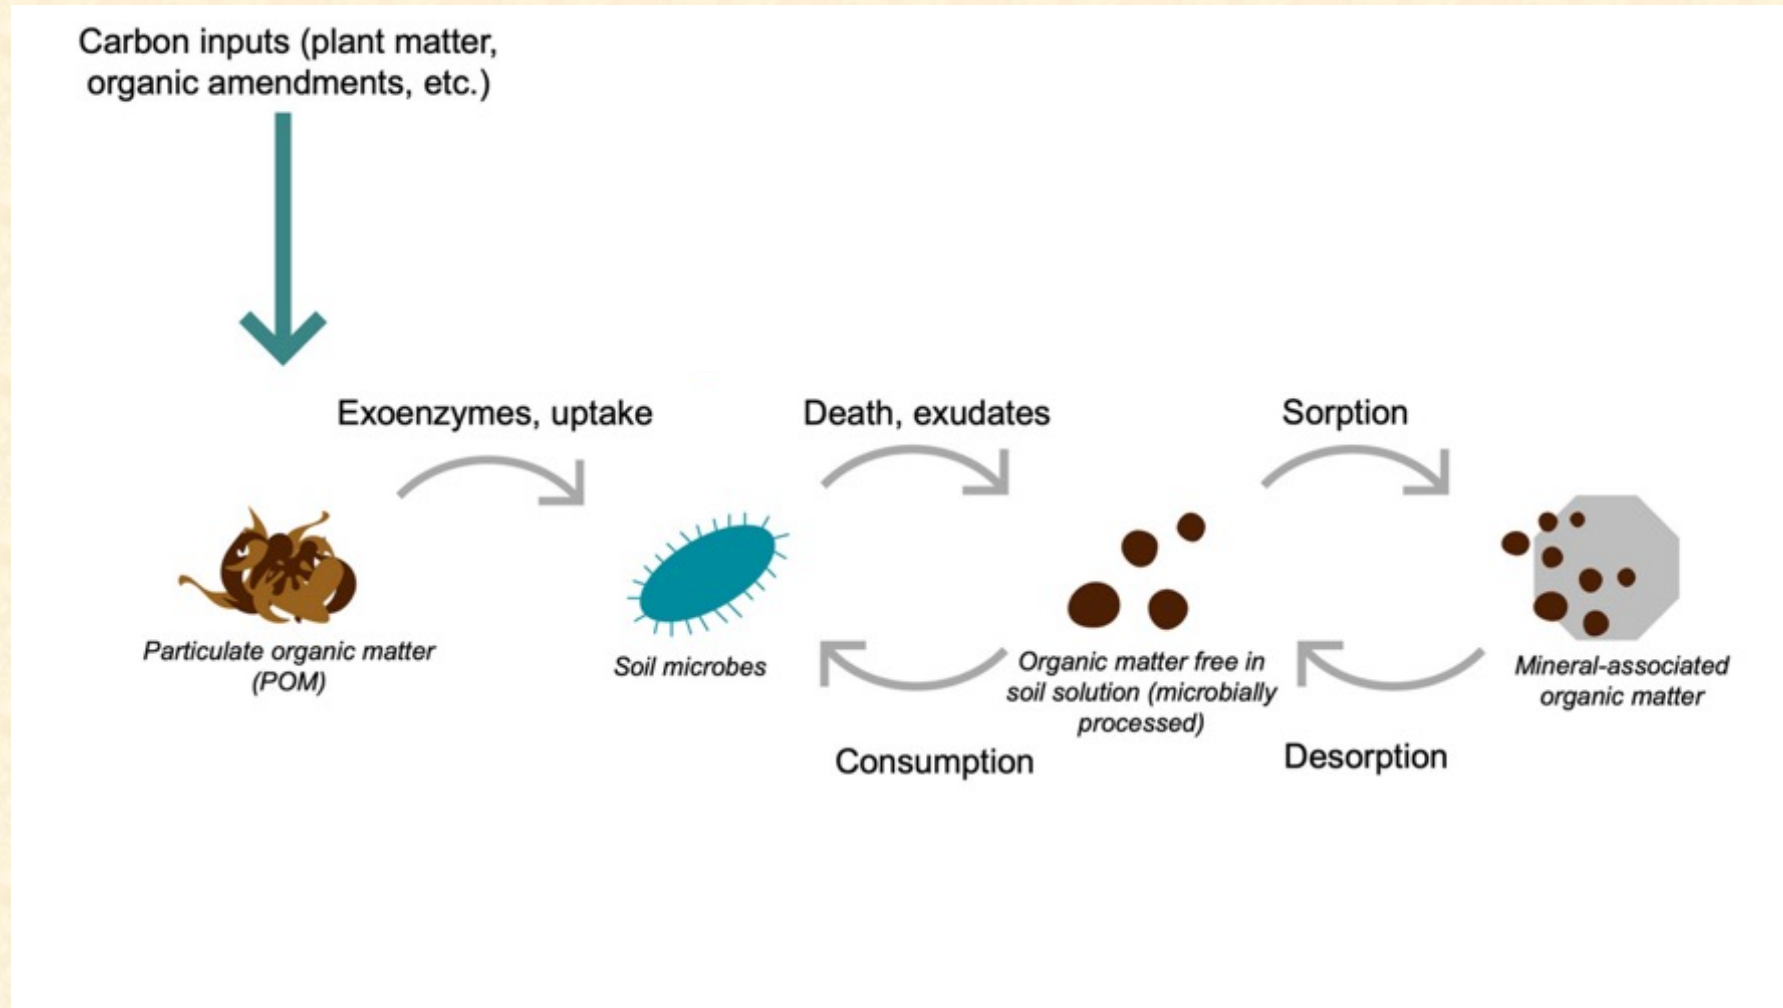 Carbon inputs (plant matter,
organic amendments, etc.)
Exoenzymes, uptake
Death, exudates
Sorption
Particulate organic matter
(POM)
Soil microbes
Organic matter free in
soil solution (microbially
processed)
Mineral-associated
organic matter
Consumption
Desorption